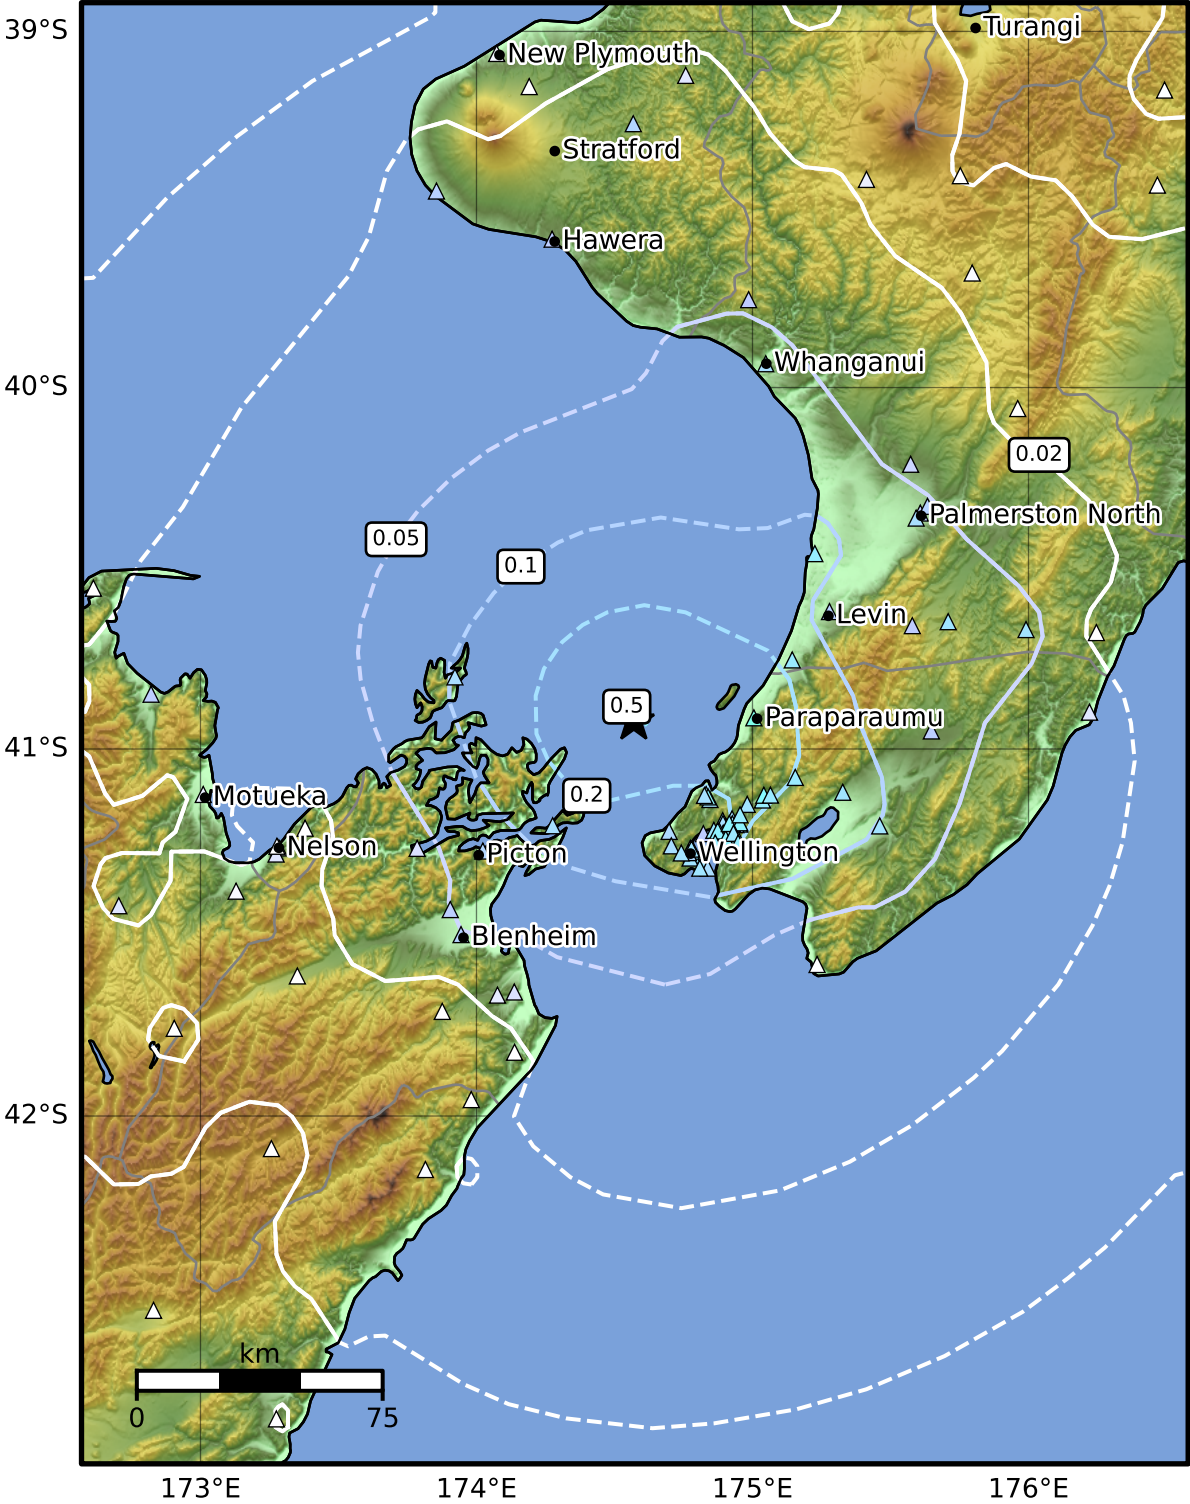 39°S
Turangi
New Plymouth
Stratford
Hawera
Whanganui
40°S
0.02
Palmerston North
0.05
0.1
Levin
0.5
Paraparaumu
41°S
0.2
Motueka
Nelson
Picton
Wellington
Blenheim
42°S
km
0 75
173°E 174°E 175°E 176°E